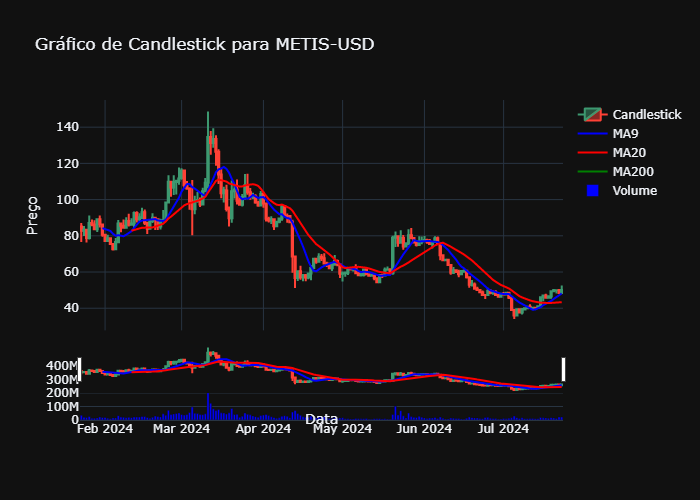 Gráfico de Candlestick para METIS-USD
Candlestick
MA9
MA20
MA200
Volume
Preço
140
120
100
80
60
40
400M
300M
200M
100M
0
Data
Feb 2024
Mar 2024
Apr 2024
May 2024
Jun 2024
Jul 2024